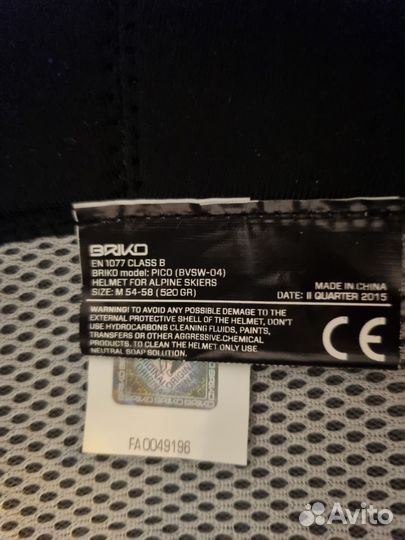 BRIKO
EN 1077 CLASS B
BRIKO model: PICO (BVSW-04)
HELMET FOR ALPINE SKIERS
SIZE: M 54-58 (520 GR)
MADE IN CHINA
DATE: II QUARTER 2015
WARNING! TO AVOID ANY POSSIBLE DAMAGE TO THE
EXTERNAL PROTECTIVE SHELL OF THE HELMET, DON'T
USE HYDROCARBONS CLEANING FLUIDS, PAINTS,
TRANSFERS OR OTHER AGGRESSIVE.CHEMICAL
PRODUCTS. TO CLEAN THE HELMET ONLY USE
NEUTRAL SOAP SOLUTION.
CE
ORIGINAL
FA0049196
Avito